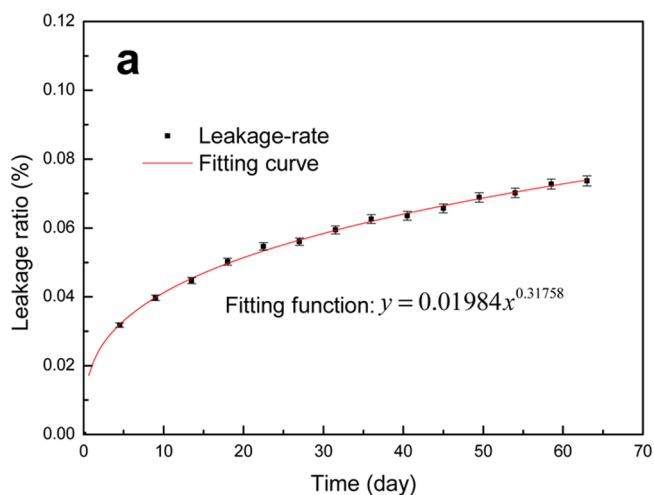 a
0.12
0.10
0.08
0.06
0.04
0.02
0.00
Leakage ratio (%)
Leakage-rate
Fitting curve
Fitting function: y = 0.01984x^0.31758
0 10 20 30 40 50 60 70
Time (day)